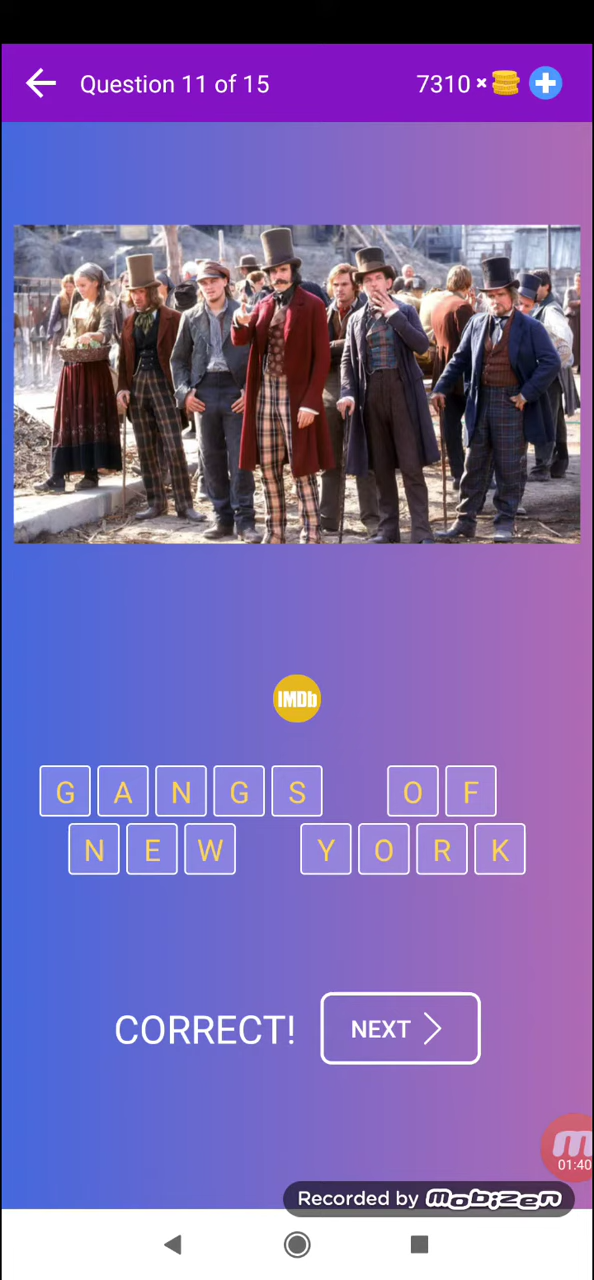 Question 11 of 15
7310 ×
IMDb
GANGS OF
NEW YORK
CORRECT! NEXT
01:40
Recorded by mobizen